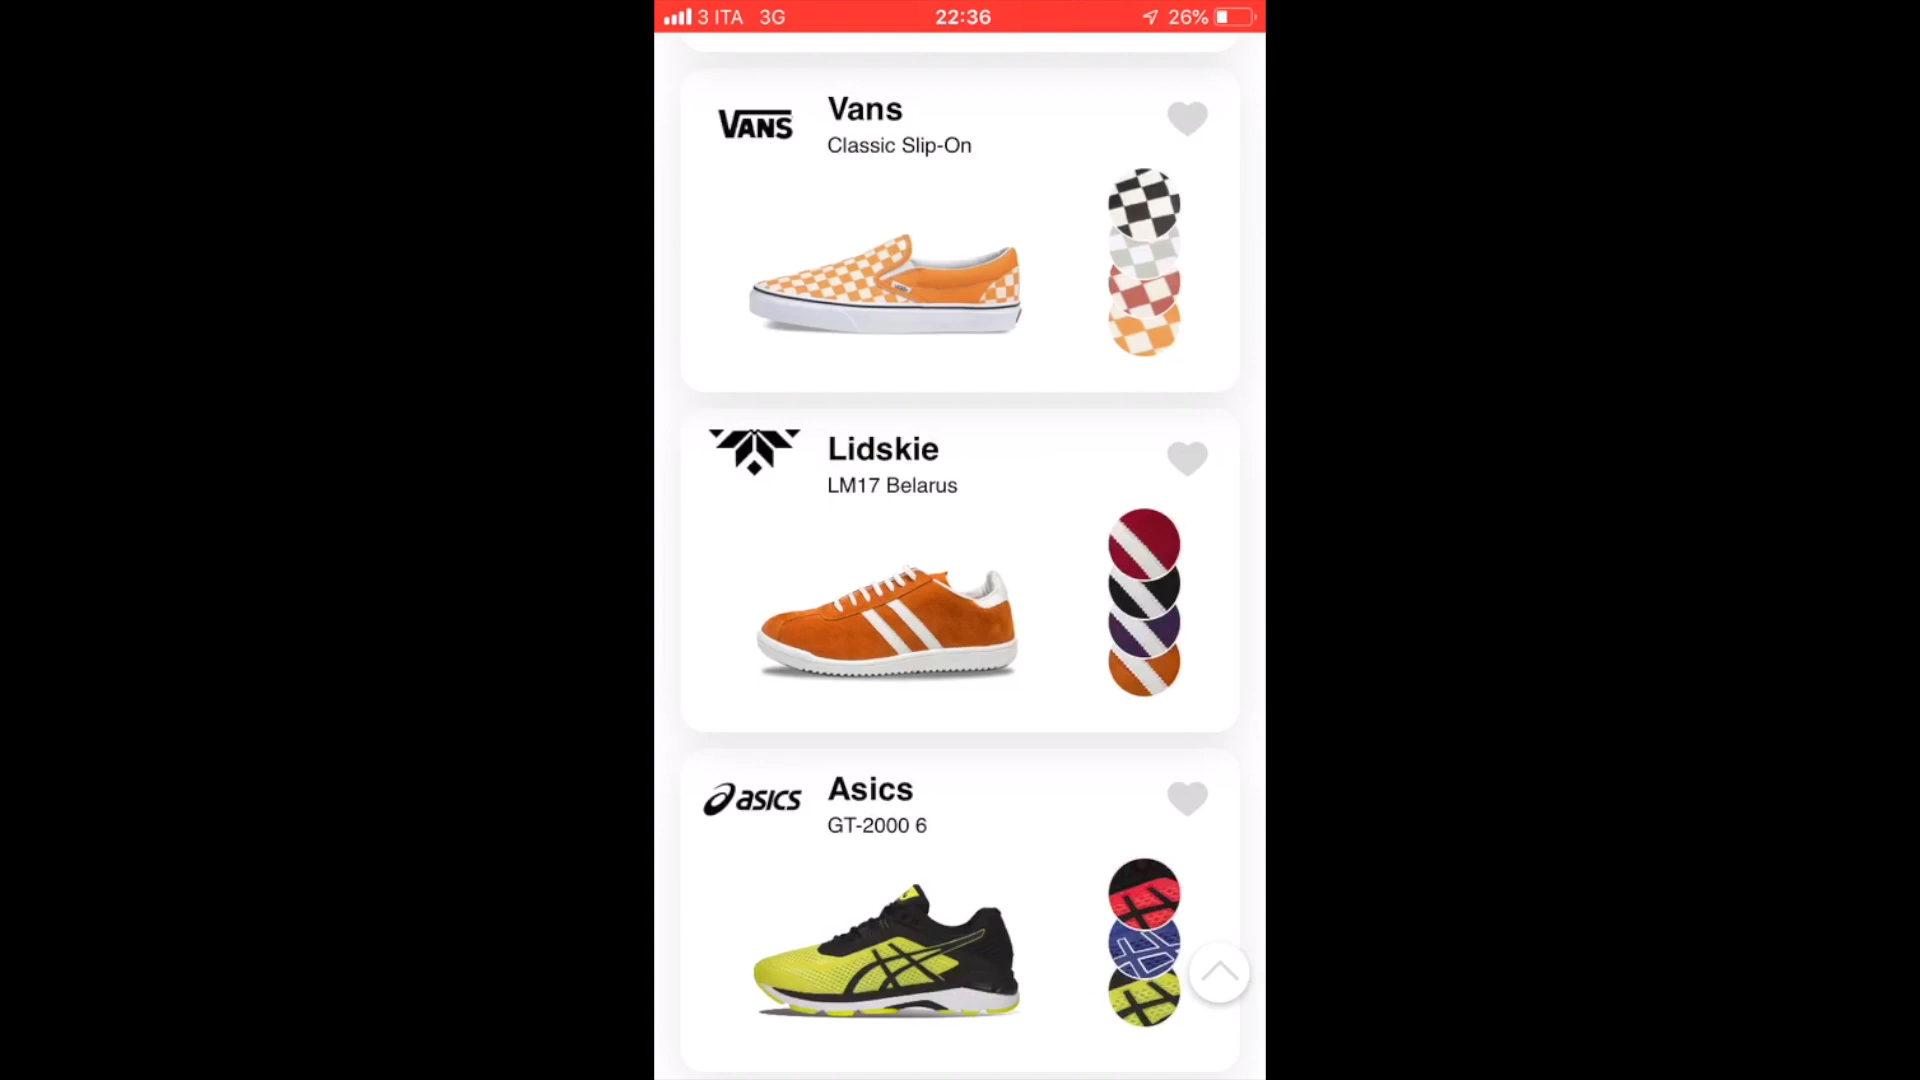 3 ITA 3G 22:36 26%
VANS
Vans
Classic Slip-On
Lidskie
LM17 Belarus
asics
Asics
GT-2000 6